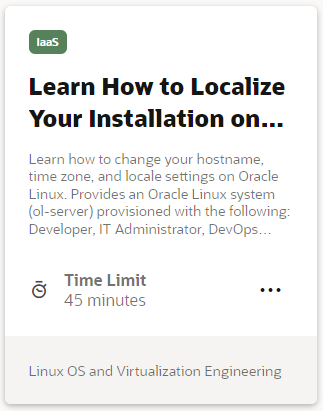 IaaS
Learn How to Localize
Your Installation on...
Learn how to change your hostname,
time zone, and locale settings on Oracle
Linux. Provides an Oracle Linux system
(ol-server) provisioned with the following:
Developer, IT Administrator, DevOps...
Time Limit
45 minutes
Linux OS and Virtualization Engineering